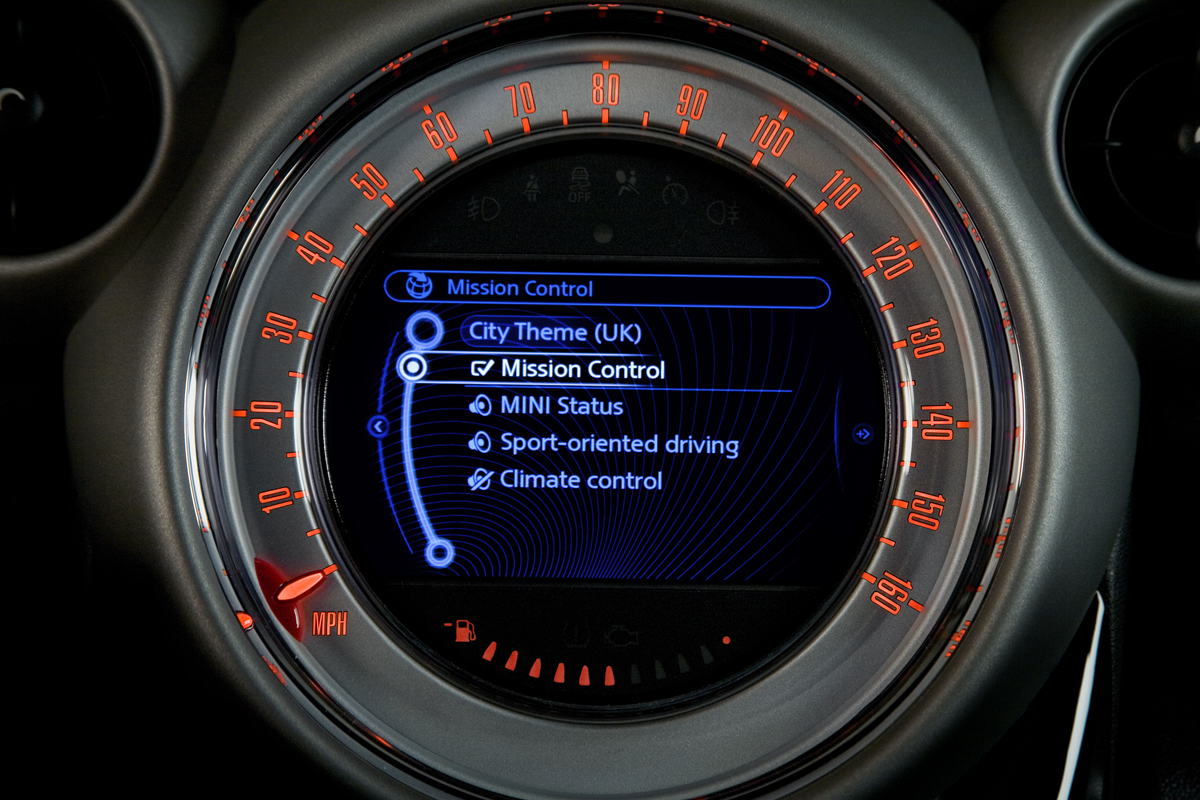 80
70
90
60
100
50
110
40
120
30
130
20
140
10
150
160
MPH
OFF
Mission Control
City Theme (UK)
Mission Control
MINI Status
Sport-oriented driving
Climate control